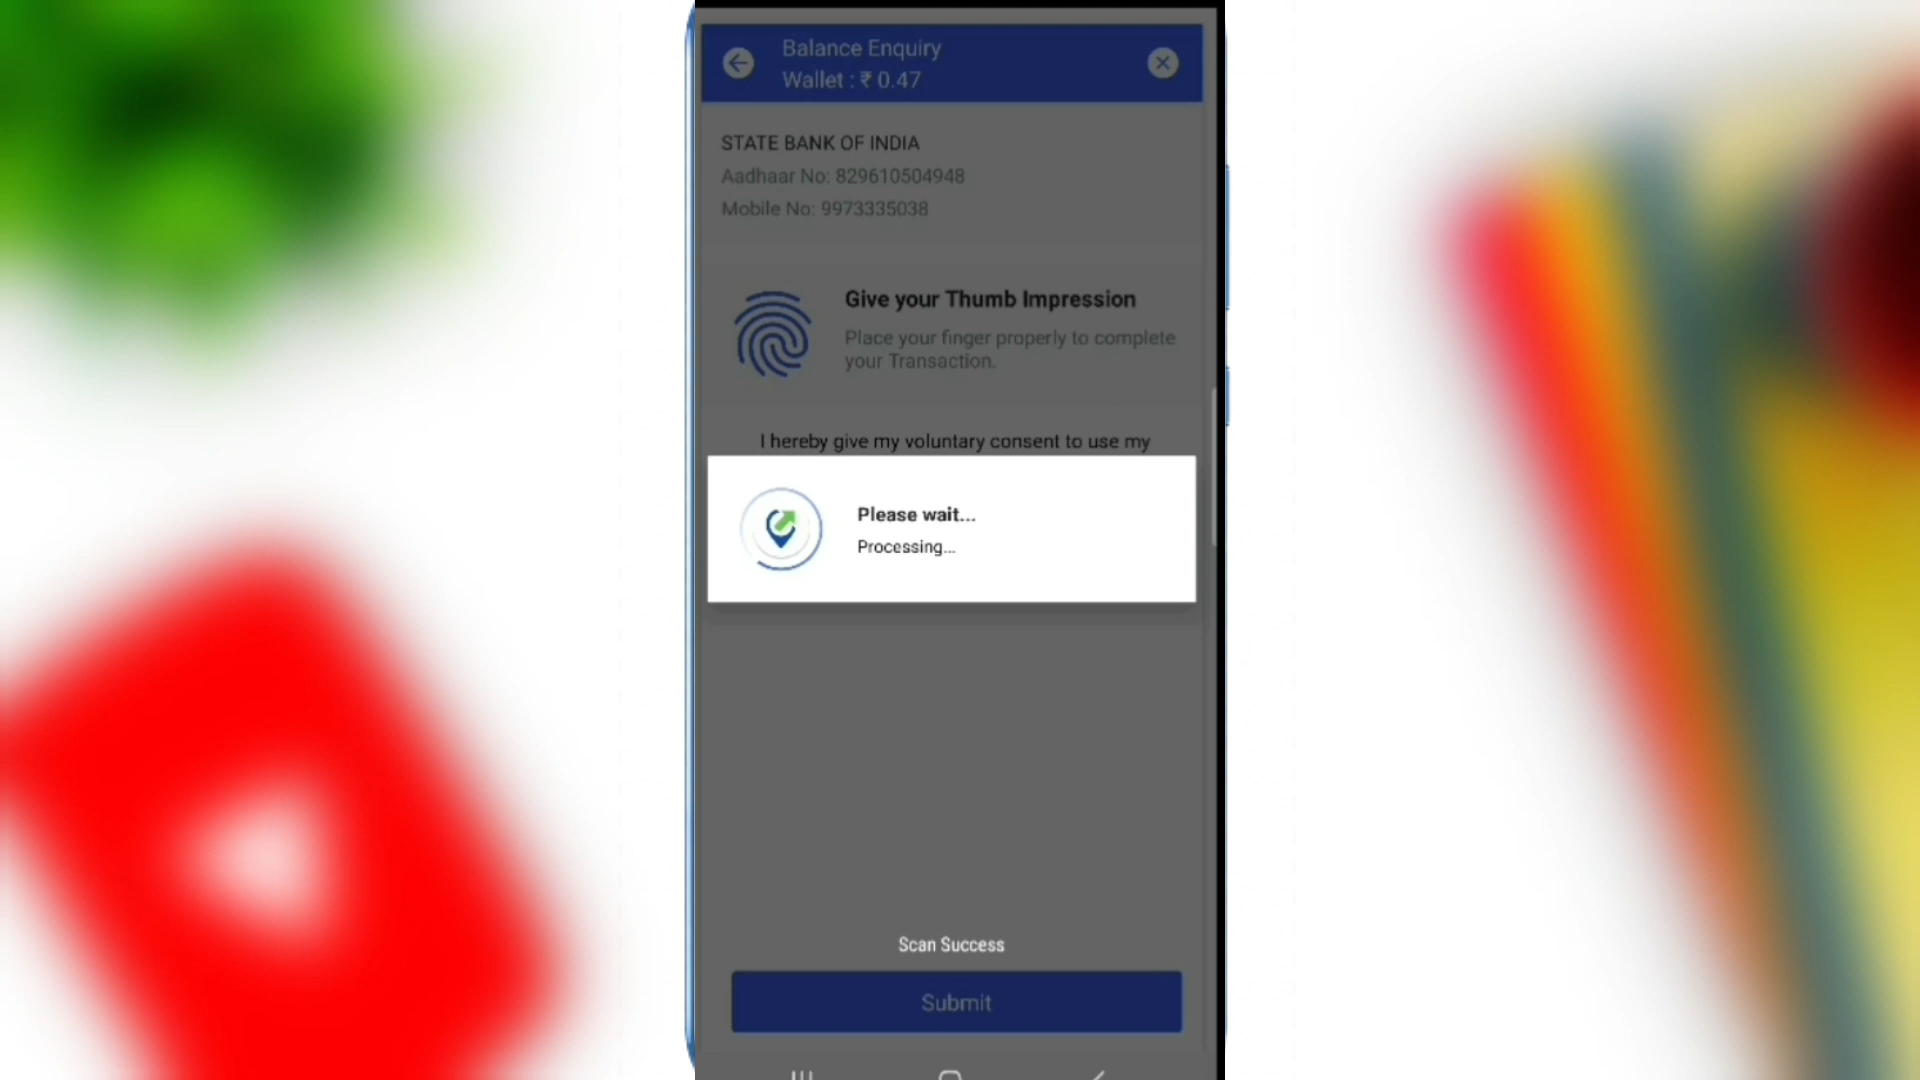 Balance Enquiry
Wallet : ₹ 0.47
STATE BANK OF INDIA
Aadhaar No: 829610504948
Mobile No: 9973335038
Give your Thumb Impression
Place your finger properly to complete
your Transaction.
I hereby give my voluntary consent to use my
Please wait...
Processing...
Scan Success
Submit